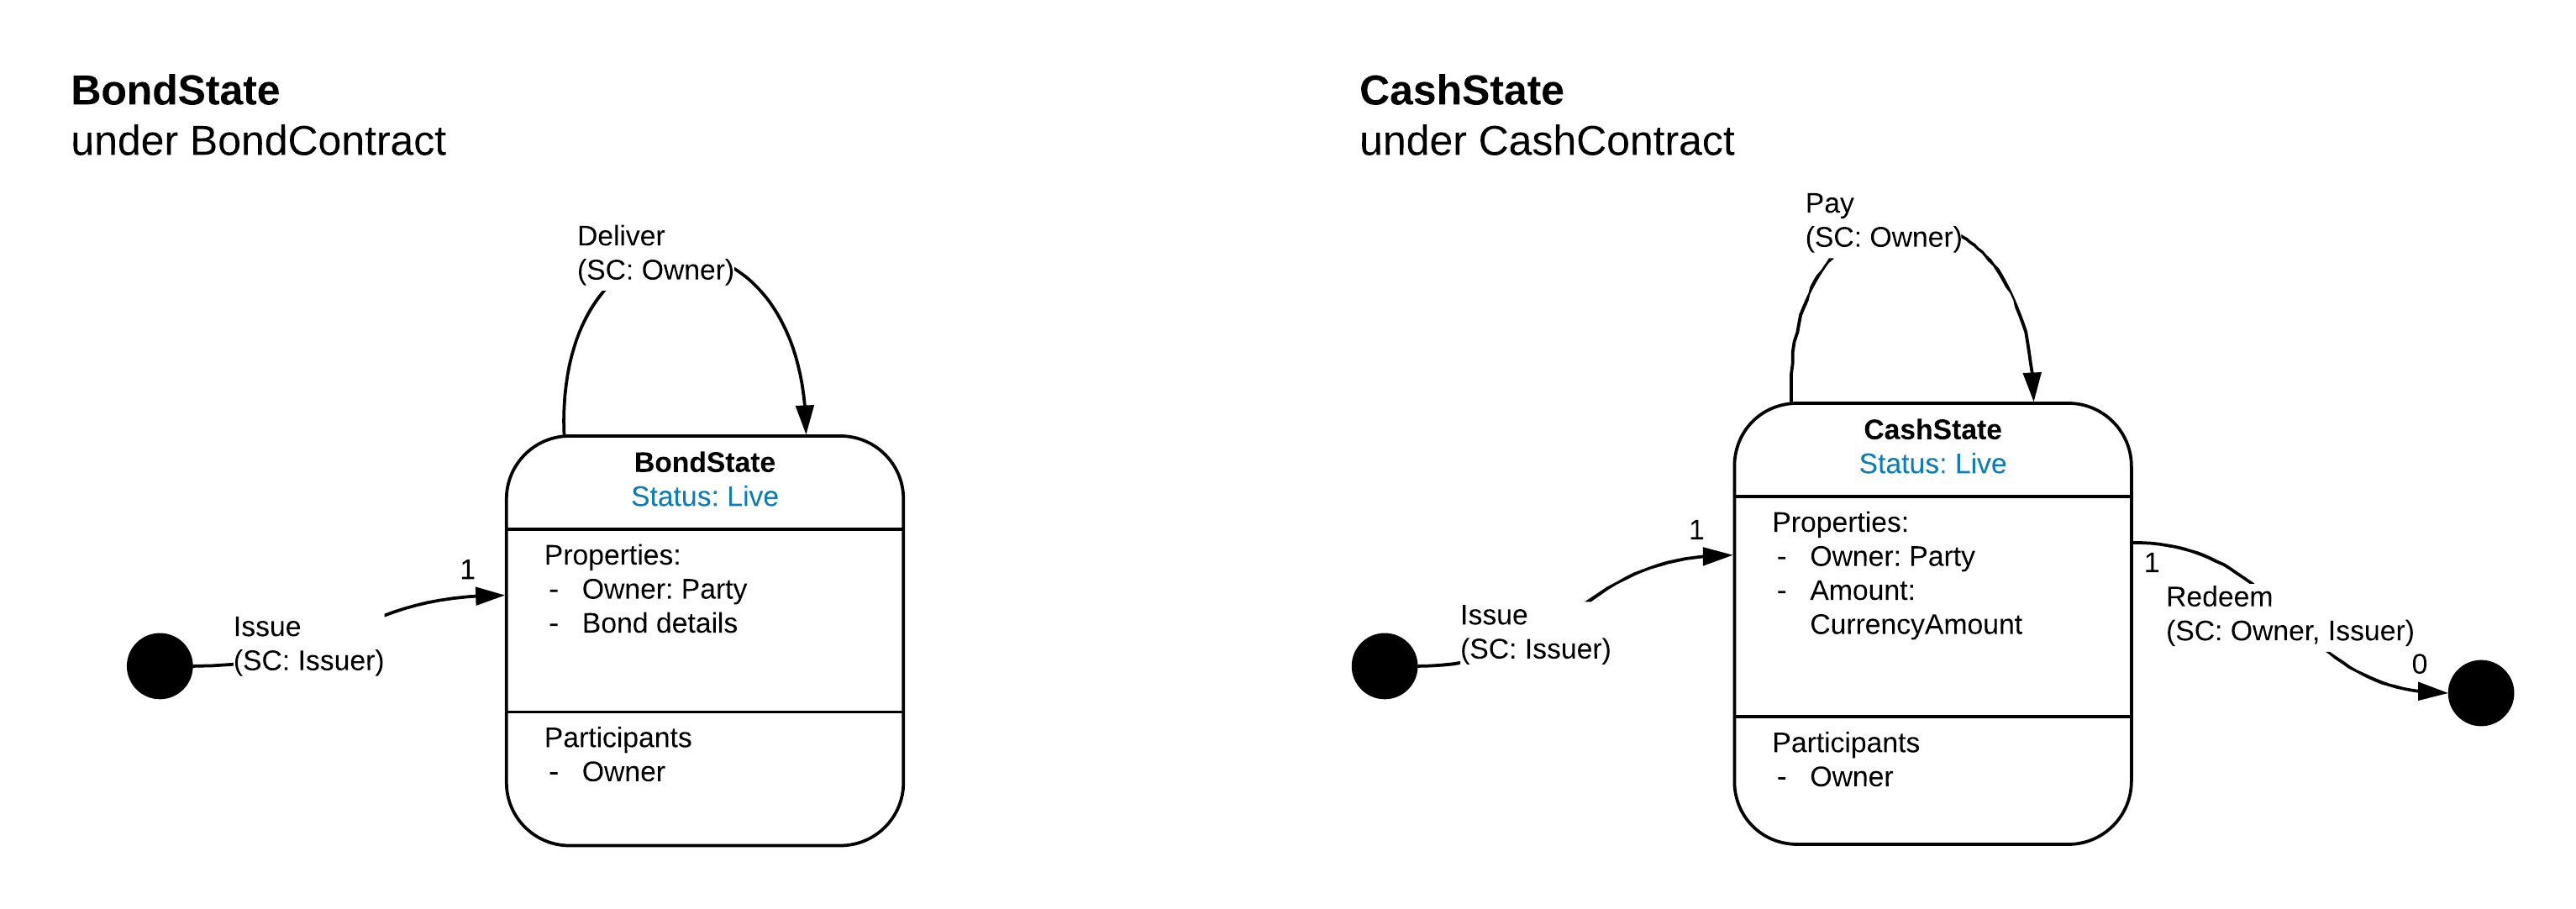 BondState
under BondContract
Deliver
(SC: Owner)
BondState
Status: Live
Properties:
- Owner: Party
- Bond details
Participants
- Owner
1
Issue
(SC: Issuer)
CashState
under CashContract
Pay
(SC: Owner)
CashState
Status: Live
Properties:
- Owner: Party
- Amount:
CurrencyAmount
Participants
- Owner
1
Issue
(SC: Issuer)
1
Redeem
(SC: Owner, Issuer)
0